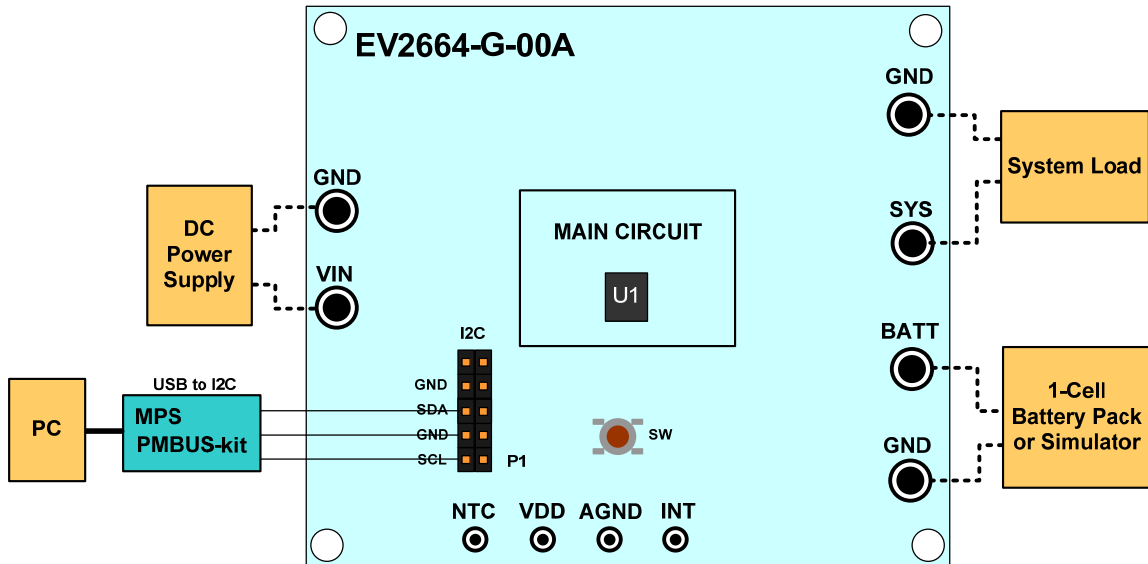 EV2664-G-00A
GND
VIN
DC
Power
Supply
PC
USB to I2C
MPS
PMBUS-kit
I2C
GND
SDA
GND
SCL
P1
MAIN CIRCUIT
U1
SW
NTC
VDD
AGND
INT
GND
SYS
BATT
GND
System Load
1-Cell
Battery Pack
or Simulator